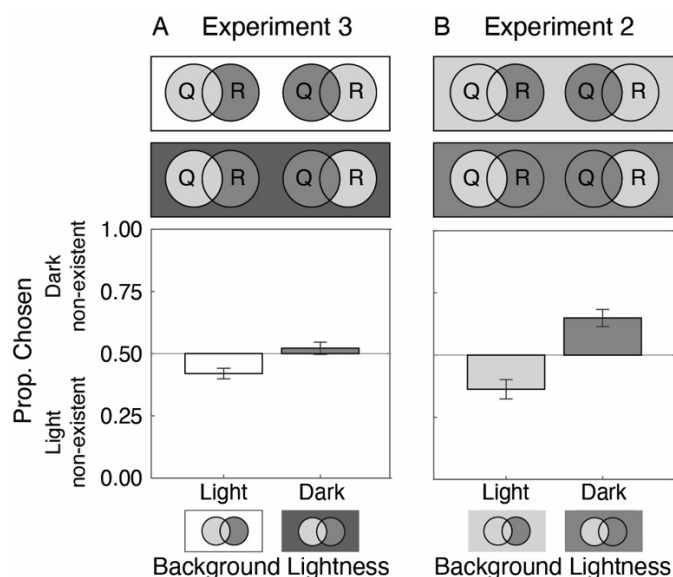 A Experiment 3
B Experiment 2
Q R Q R
Q R Q R
Q R Q R
Q R Q R
Prop. Chosen
Dark
non-existent
Light
non-existent
1.00
0.75
0.50
0.25
0.00
Light Dark
Light Dark
Background Lightness
Background Lightness